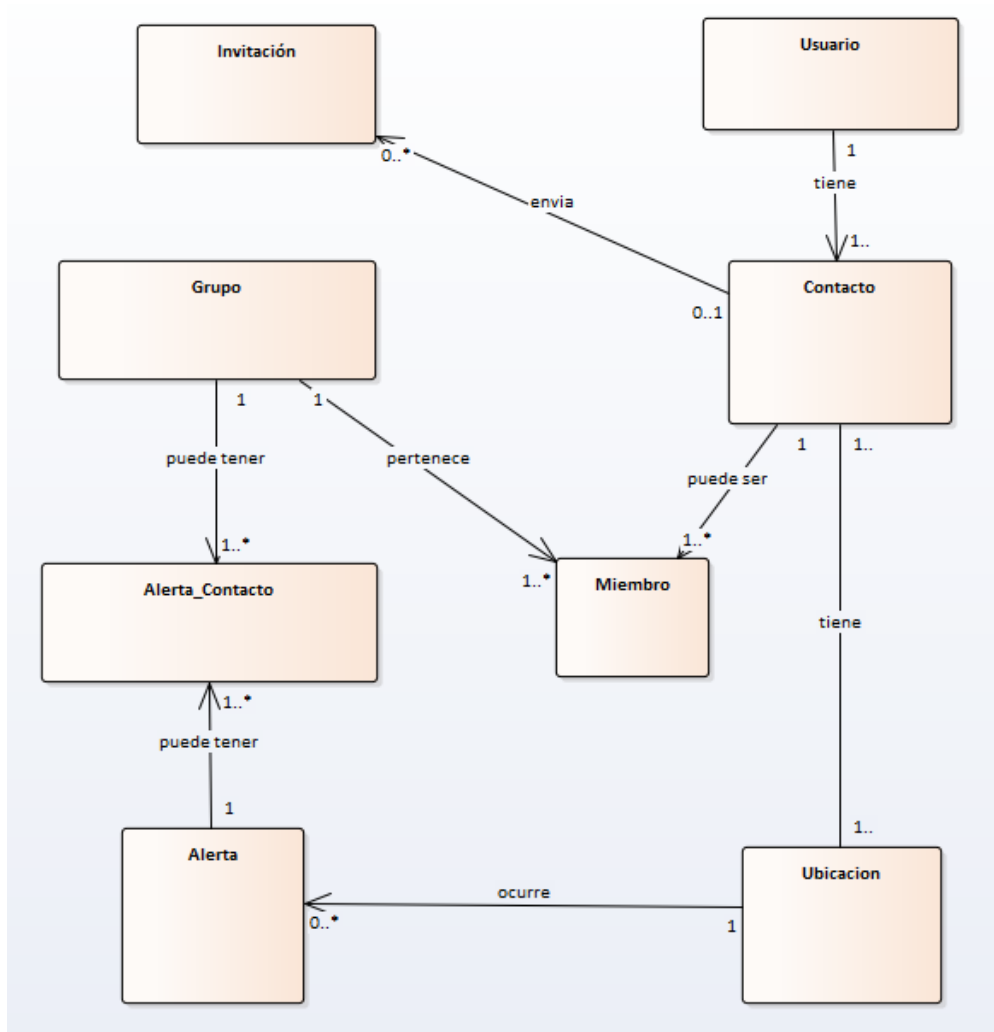 Invitación
Usuario
0..*
1
tiene
envia
1..
Grupo
Contacto
0..1
1
1
1
1..
puede tener
pertenece
puede ser
1..*
1..*
1..*
Alerta_Contacto
Miembro
tiene
1..*
puede tener
1
1..
Alerta
Ubicacion
ocurre
0..*
1